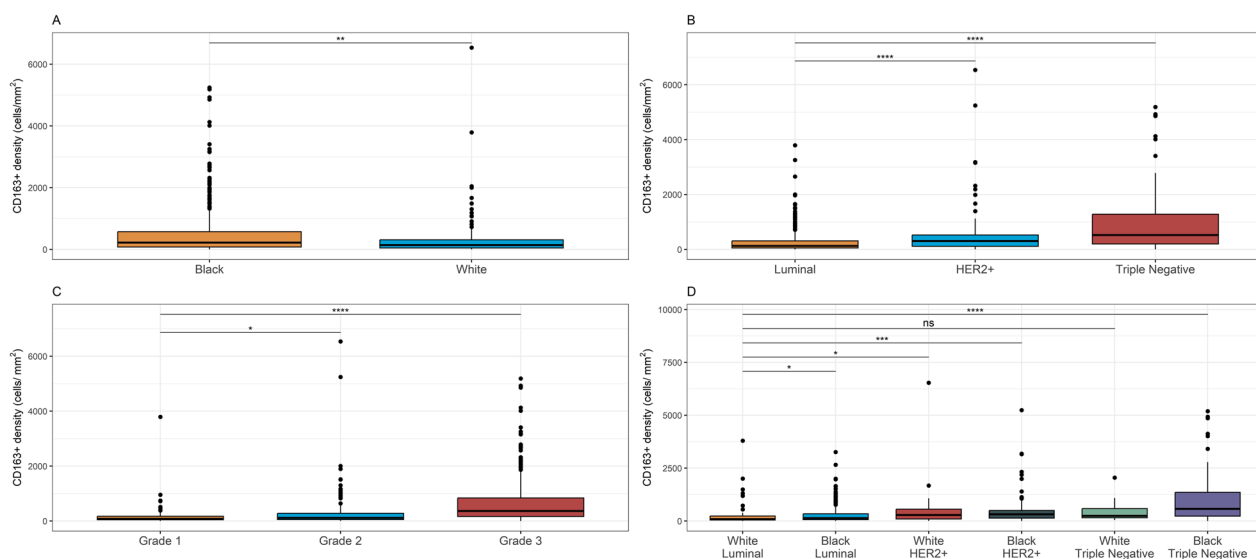 A
CD163+ density (cells/mm²)
6000
4000
2000
0
**
Black
White
B
CD163+ density (cells/mm²)
6000
4000
2000
0
****
****
Luminal
HER2+
Triple Negative
C
CD163+ density (cells/ mm²)
6000
4000
2000
0
****
*
Grade 1
Grade 2
Grade 3
D
CD163+ density (cells/mm²)
10000
7500
5000
2500
0
****
ns
***
*
*
White
Luminal
Black
Luminal
White
HER2+
Black
HER2+
White
Triple Negative
Black
Triple Negative